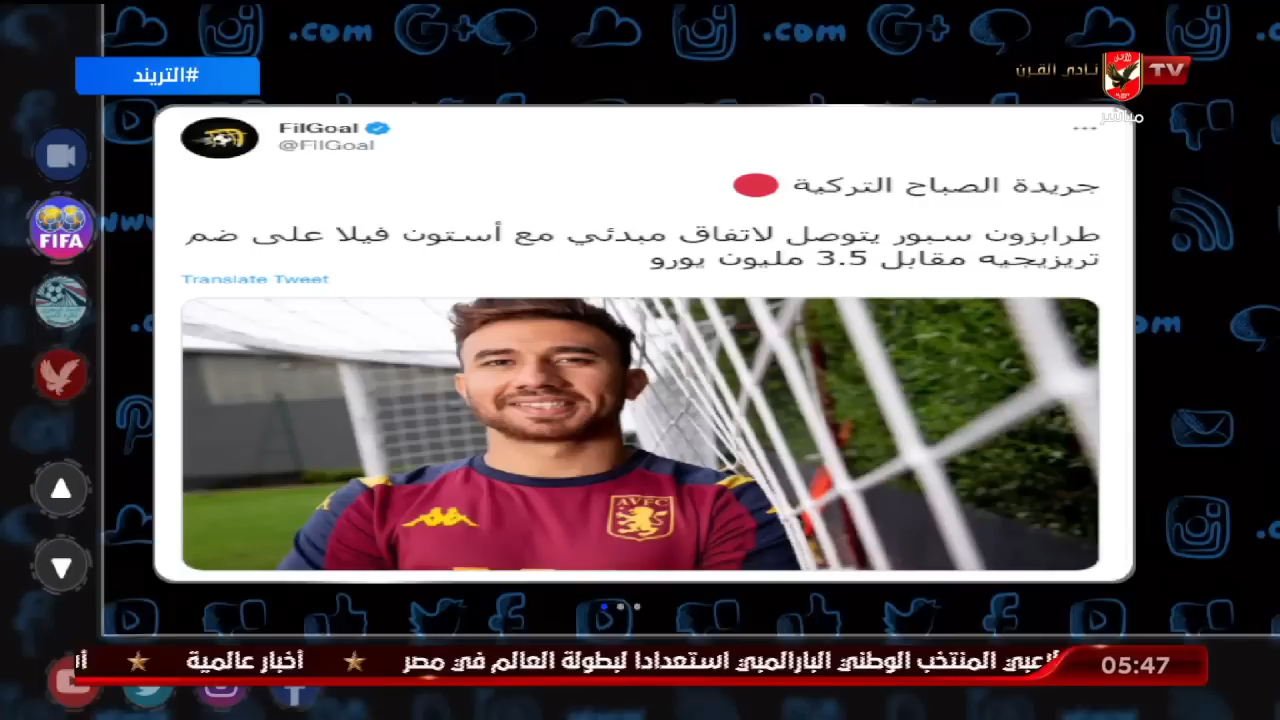 #التريند
نادي القرن
TV
مباشر
FilGoal
@FilGoal
جريدة الصباح التركية
طرابزون سبور يتوصل لاتفاق مبدئي مع أستون فيلا على ضم
تريزيجيه مقابل 3.5 مليون يورو
Translate Tweet
FIFA
AVFC
لاعبي المنتخب الوطني البارالمبي استعدادا لبطولة العالم في مصر ★ أخبار عالمية ★
05:47
.com
G+
.com
G+